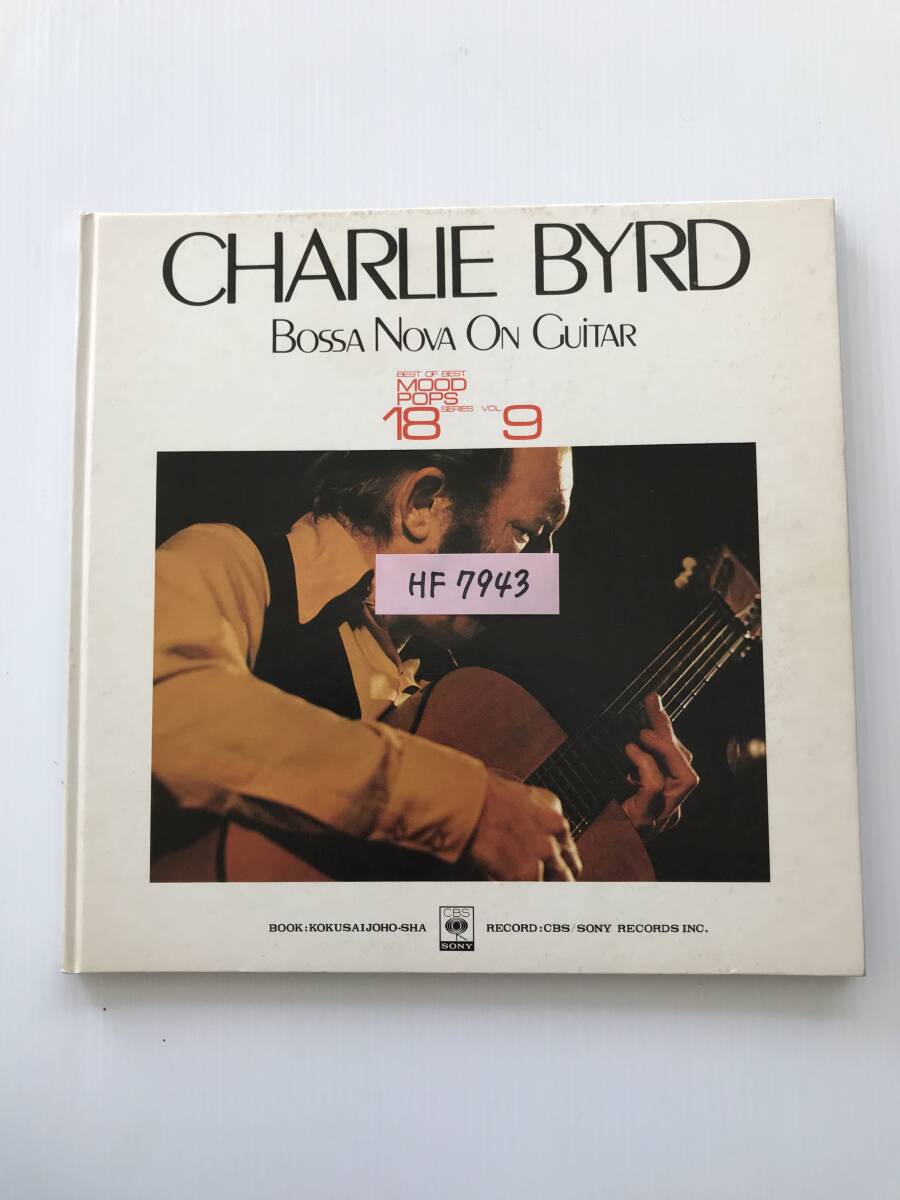 CHARLIE BYRD
BOSSA NOVA ON GUiTAR
BEST OF BEST
MOOD
POPS
18 SERIES VOL. 9
HF 7943
BOOK:KOKUSAIJOHO-SHA
CBS
SONY
RECORD:CBS/SONY RECORDS INC.